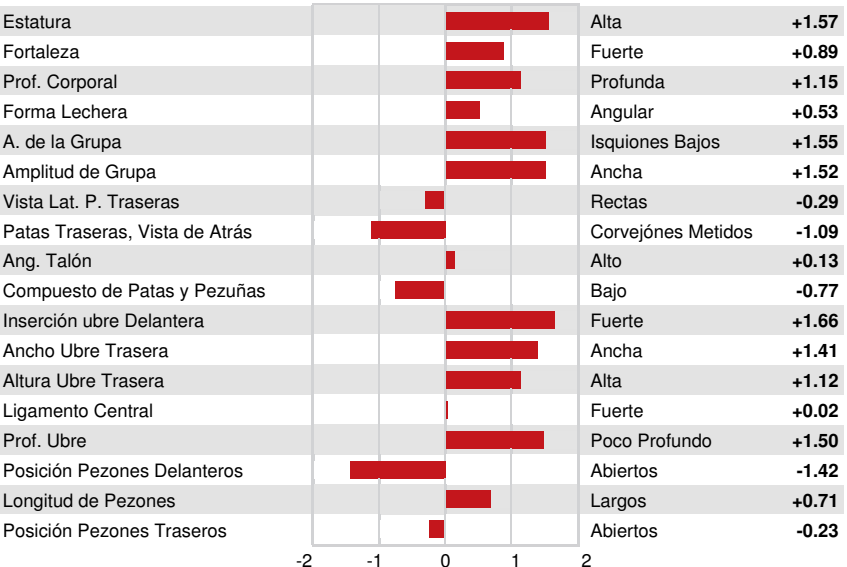 Estatura Alta +1.57
Fortaleza Fuerte +0.89
Prof. Corporal Profunda +1.15
Forma Lechera Angular +0.53
A. de la Grupa Isquiones Bajos +1.55
Amplitud de Grupa Ancha +1.52
Vista Lat. P. Traseras Rectas -0.29
Patas Traseras, Vista de Atrás Corvejónes Metidos -1.09
Ang. Talón Alto +0.13
Compuesto de Patas y Pezuñas Bajo -0.77
Inserción ubre Delantera Fuerte +1.66
Ancho Ubre Trasera Ancha +1.41
Altura Ubre Trasera Alta +1.12
Ligamento Central Fuerte +0.02
Prof. Ubre Poco Profundo +1.50
Posición Pezones Delanteros Abiertos -1.42
Longitud de Pezones Largos +0.71
Posición Pezones Traseros Abiertos -0.23
-2 -1 0 1 2